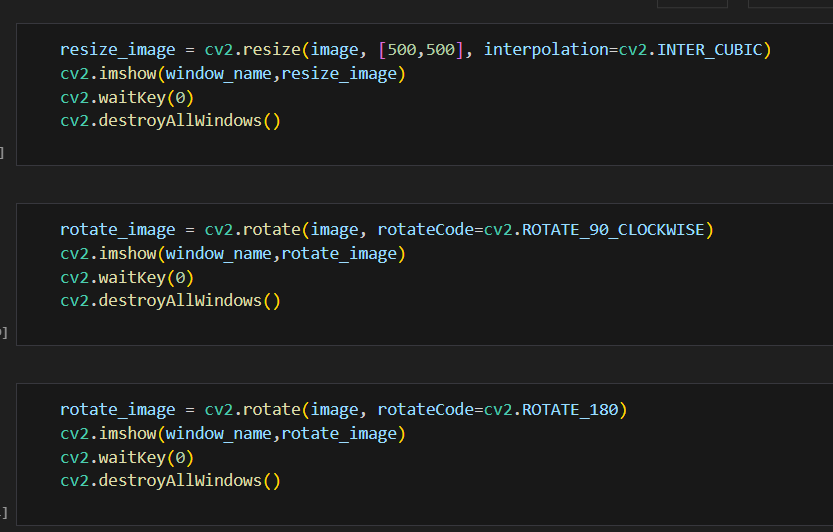 resize_image = cv2.resize(image, [500,500], interpolation=cv2.INTER_CUBIC)
cv2.imshow(window_name,resize_image)
cv2.waitKey(0)
cv2.destroyAllWindows()
]
rotate_image = cv2.rotate(image, rotateCode=cv2.ROTATE_90_CLOCKWISE)
cv2.imshow(window_name,rotate_image)
cv2.waitKey(0)
cv2.destroyAllWindows()
]
rotate_image = cv2.rotate(image, rotateCode=cv2.ROTATE_180)
cv2.imshow(window_name,rotate_image)
cv2.waitKey(0)
cv2.destroyAllWindows()
]